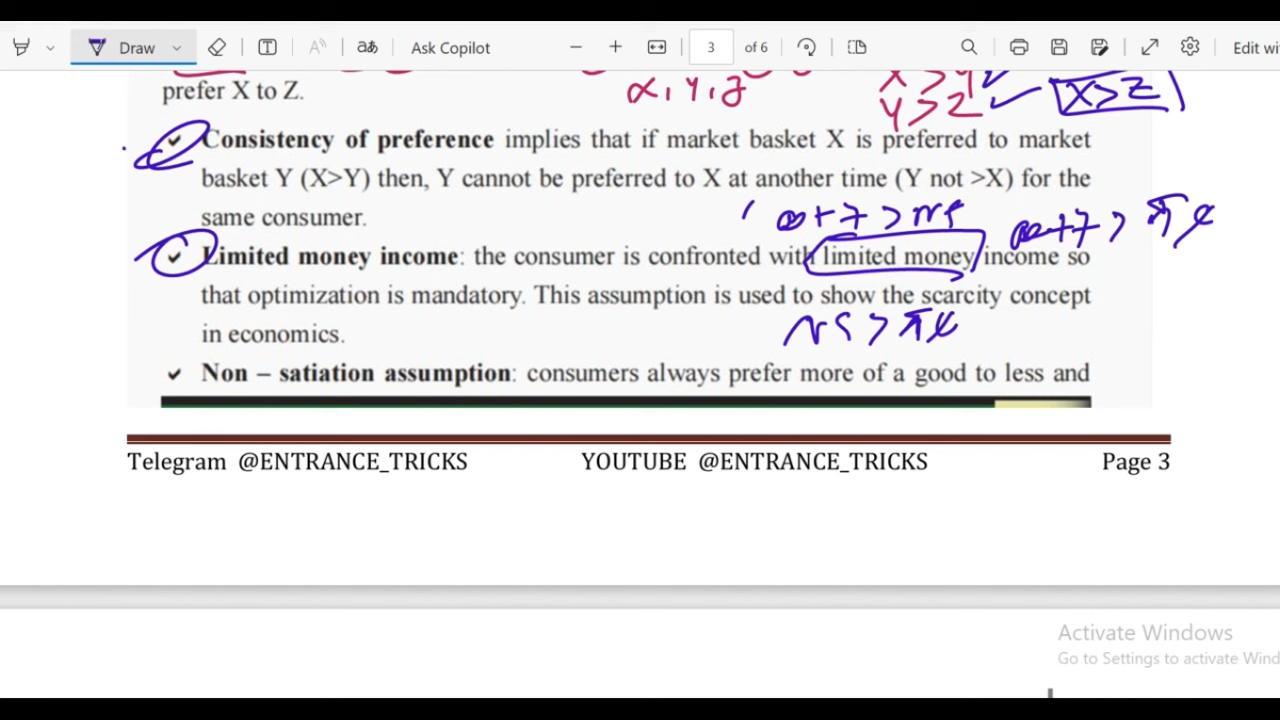 Draw
Ask Copilot
3 of 6
Edit wi
prefer X to Z.
X, Y, Z
X > Y
Y > Z
X > Z
Consistency of preference implies that if market basket X is preferred to market
basket Y (X>Y) then, Y cannot be preferred to X at another time (Y not >X) for the
same consumer.
Limited money income: the consumer is confronted with limited money income so
that optimization is mandatory. This assumption is used to show the scarcity concept
in economics.
Non – satiation assumption: consumers always prefer more of a good to less and
Telegram @ENTRANCE_TRICKS YOUTUBE @ENTRANCE_TRICKS Page 3
Activate Windows
Go to Settings to activate Wind